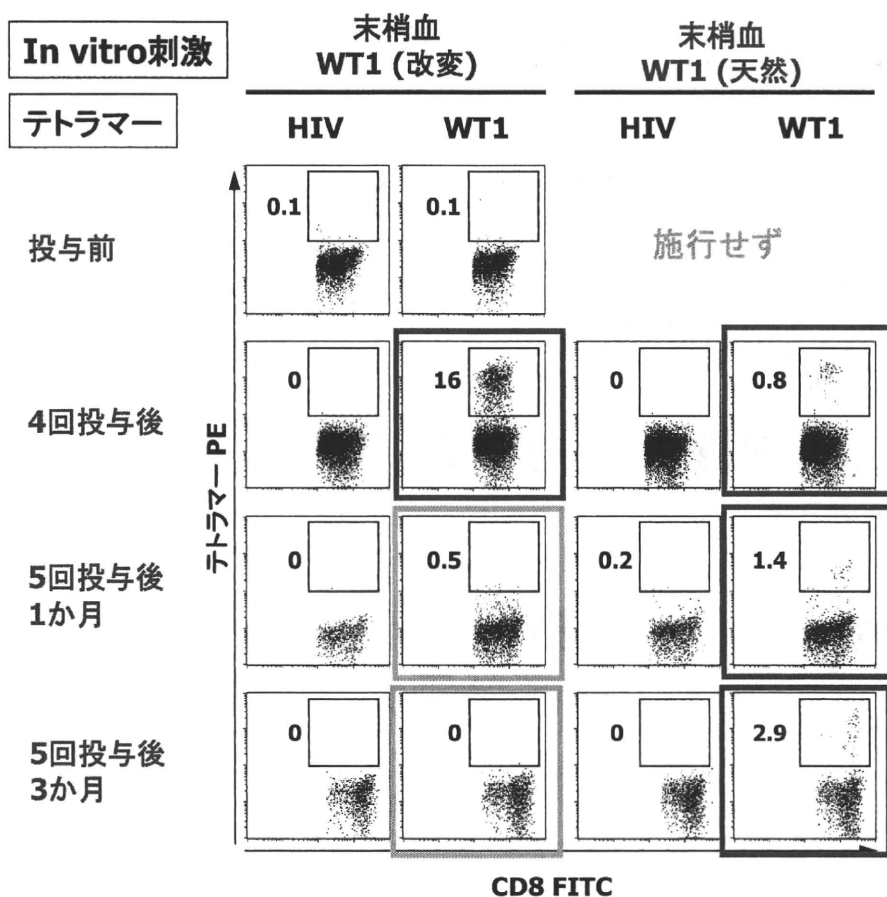 In vitro刺激
末梢血
WT1 (改変)
末梢血
WT1 (天然)
テトラマー
HIV
WT1
HIV
WT1
投与前
0.1
0.1
施行せず
4回投与後
0
16
0
0.8
5回投与後
1か月
0
0.5
0.2
1.4
5回投与後
3か月
0
0
0
2.9
テトラマー PE
CD8 FITC